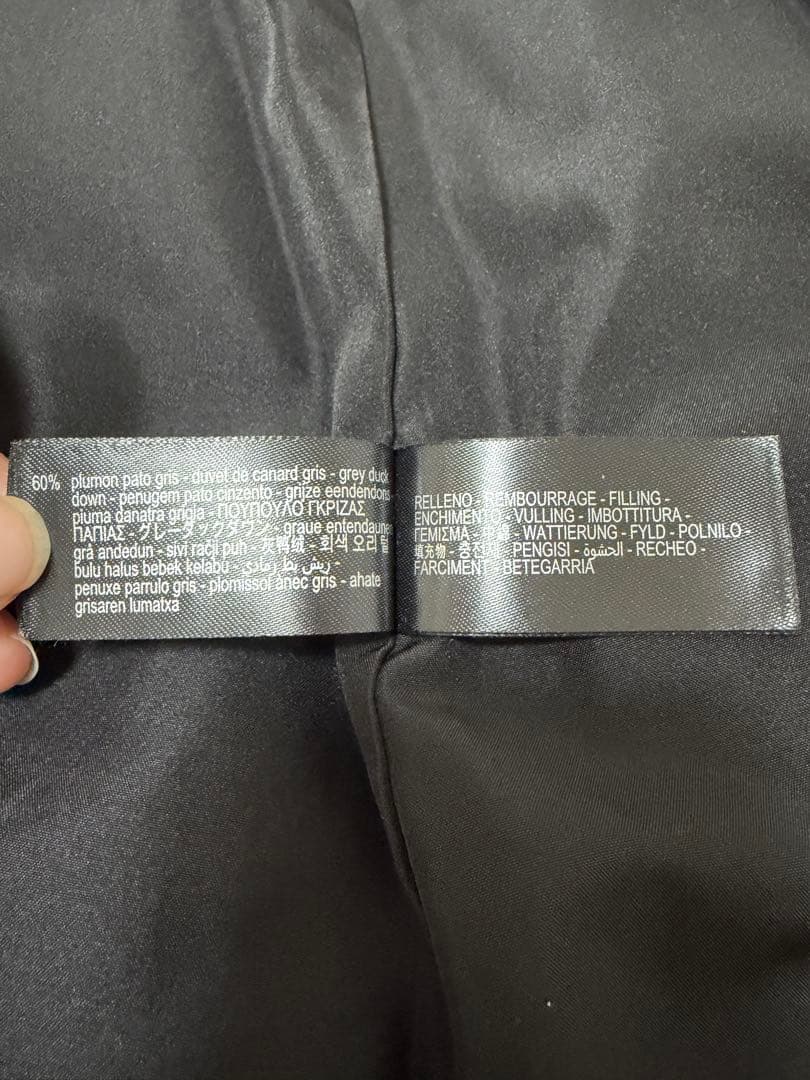 60% plumon pato gris - duvet de canard gris - grey duck
down - penugem pato cinzento - grijze eendendons
piuma danatra grigia - ΠΟΥΠΟΥΛΟ ΓΚΡΙΖΑΣ
ΠΑΠΙΑΣ - グレーダックダウン - graue entendaunen
grå andedun - sivi račji puh - 灰鸭绒 - 회색 오리 털
bulu halus bebek kelabu - ريش بط رمادي -
penuxe parrulo gris - plomissol ànec gris - ahate
grisaren lumatxa
RELLENO - REMBOURRAGE - FILLING -
ENCHIMENTO - VULLING - IMBOTTITURA -
ΓΕΜΙΣΜΑ - - WATTIERUNG - FYLD - POLNILO -
填充物 - 충전재 - PENGISI - الحشوة - RECHEO -
FARCIMENT - BETEGARRIA